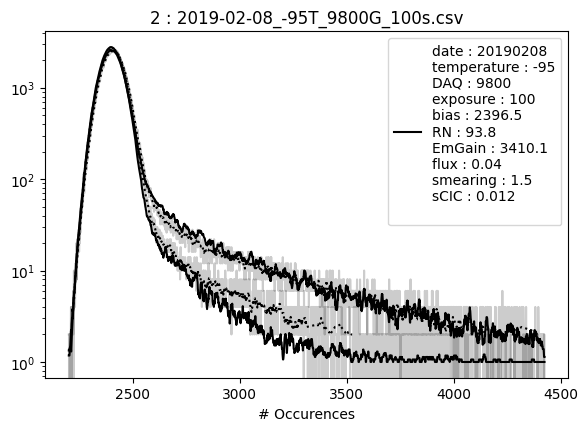 2 : 2019-02-08_-95T_9800G_100s.csv
date : 20190208
temperature : -95
DAQ : 9800
exposure : 100
bias : 2396.5
RN : 93.8
EmGain : 3410.1
flux : 0.04
smearing : 1.5
sCIC : 0.012
10³
10²
10¹
10⁰
2500 3000 3500 4000 4500
# Occurences